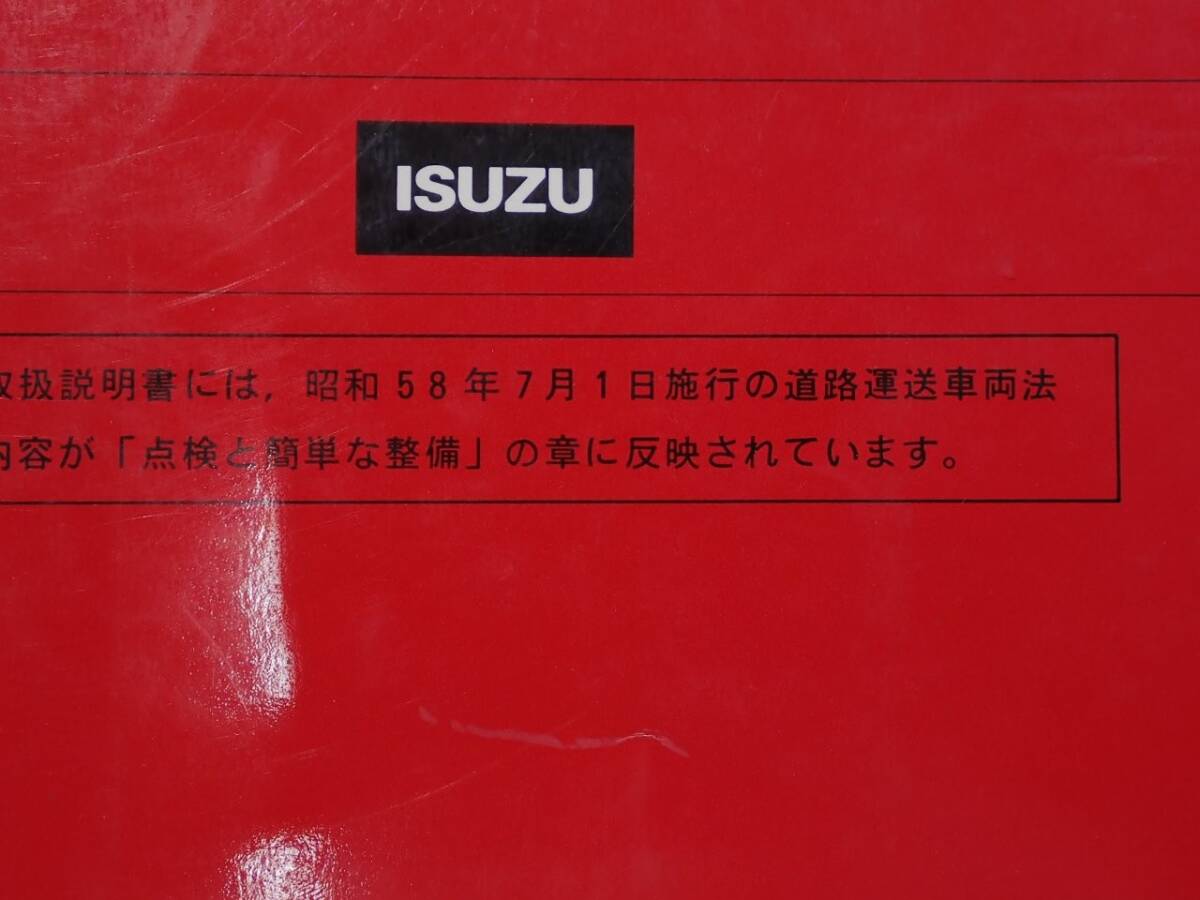 ISUZU
取扱説明書には,昭和58年7月1日施行の道路運送車両法
内容が「点検と簡単な整備」の章に反映されています。